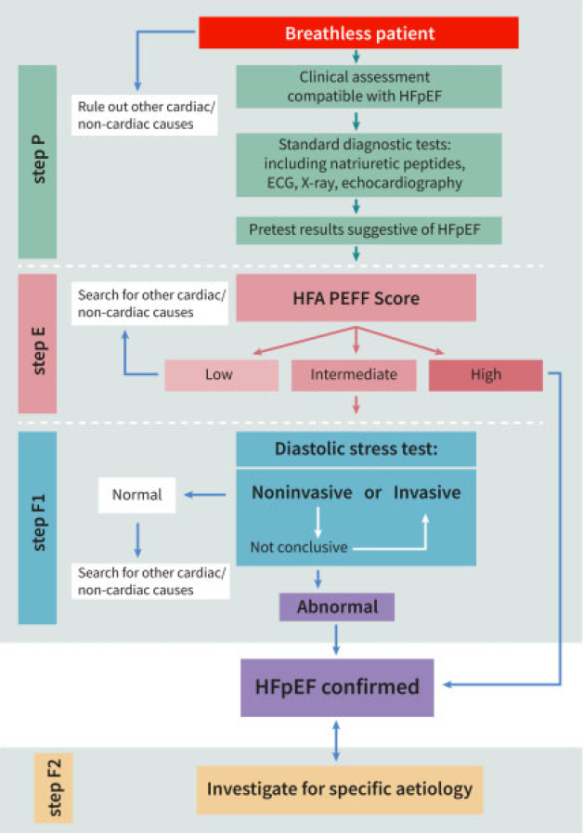 Breathless patient
step P
Rule out other cardiac/
non-cardiac causes
Clinical assessment
compatible with HFpEF
Standard diagnostic tests:
including natriuretic peptides,
ECG, X-ray, echocardiography
Pretest results suggestive of HFpEF
step E
Search for other cardiac/
non-cardiac causes
HFA PEFF Score
Low
Intermediate
High
step F1
Diastolic stress test:
Noninvasive or Invasive
Not conclusive
Normal
Search for other cardiac/
non-cardiac causes
Abnormal
HFpEF confirmed
step F2
Investigate for specific aetiology